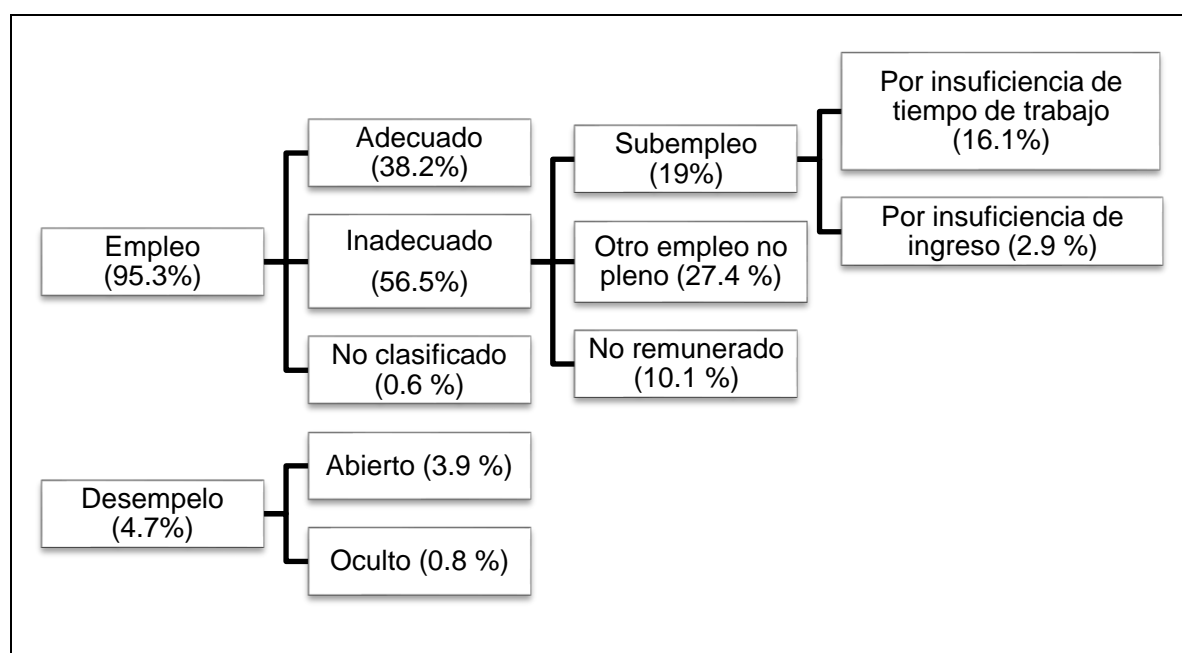 Empleo
(95.3%)
Adecuado
(38.2%)
Inadecuado
(56.5%)
No clasificado
(0.6 %)
Subempleo
(19%)
Otro empleo no
pleno (27.4 %)
No remunerado
(10.1 %)
Por insuficiencia de
tiempo de trabajo
(16.1%)
Por insuficiencia de
ingreso (2.9 %)
Desempelo
(4.7%)
Abierto (3.9 %)
Oculto (0.8 %)